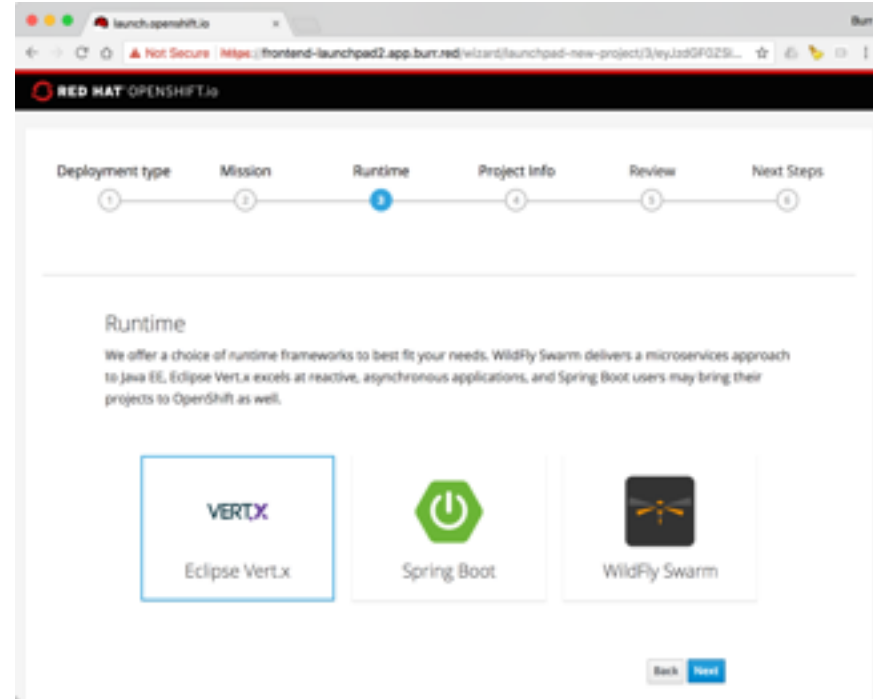 launch.openshift.io
Burr
Not Secure https://frontend-launchpad2.app.burr.red/wizard/launchpad-new-project/3/
RED HAT OPENSHIFT.io
Deployment type Mission Runtime Project Info Review Next Steps
1 2 3 4 5 6
Runtime
We offer a choice of runtime frameworks to best fit your needs. WildFly Swarm delivers a microservices approach
to Java EE, Eclipse Vert.x excels at reactive, asynchronous applications, and Spring Boot users may bring their
projects to OpenShift as well.
VERT.X
Eclipse Vert.x Spring Boot WildFly Swarm
Back Next